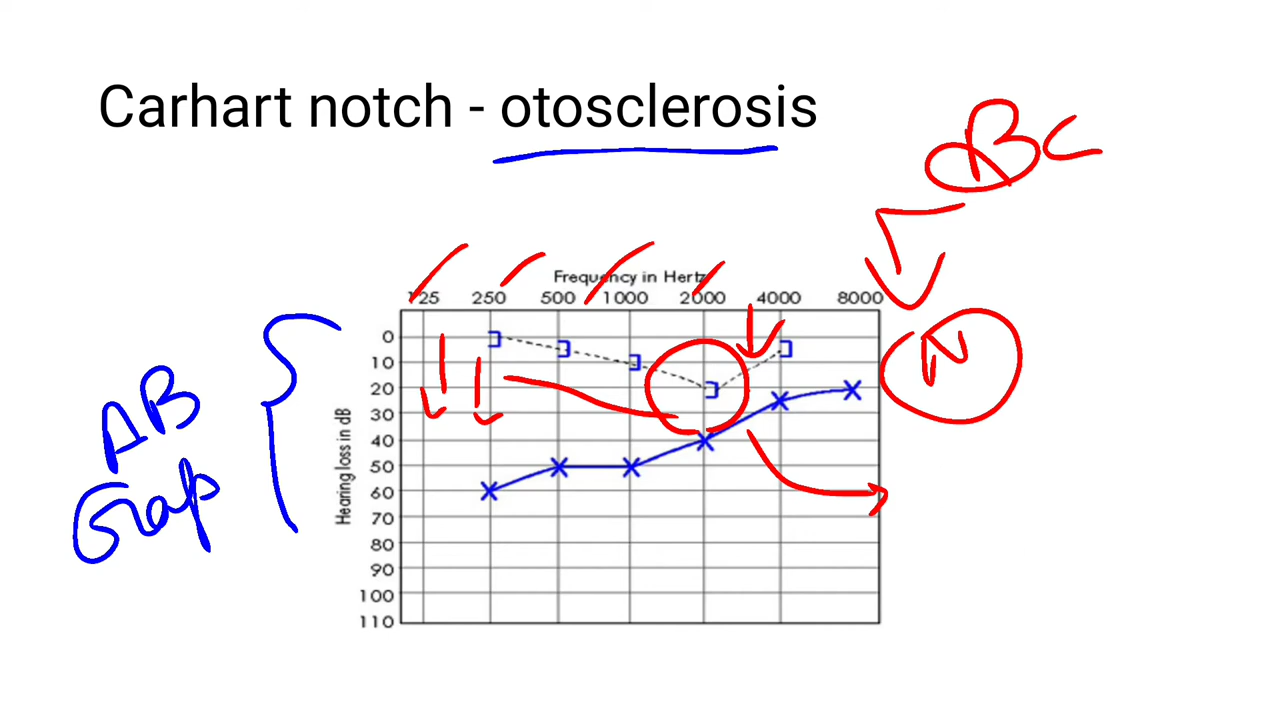 Carhart notch - otosclerosis
BC
Frequency in Hertz
125 250 500 1000 2000 4000 8000
0
10
20
30
40
50
60
70
80
90
100
110
Hearing loss in dB
AB
Gap
N